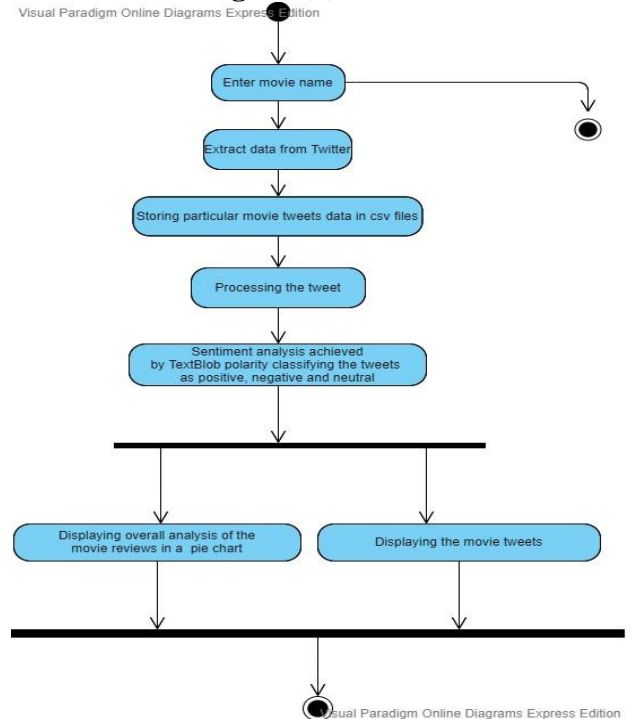 Visual Paradigm Online Diagrams Express Edition
Enter movie name
Extract data from Twitter
Storing particular movie tweets data in csv files
Processing the tweet
Sentiment analysis achieved
by TextBlob polarity classifying the tweets
as positive, negative and neutral
Displaying overall analysis of the
movie reviews in a pie chart
Displaying the movie tweets
Visual Paradigm Online Diagrams Express Edition